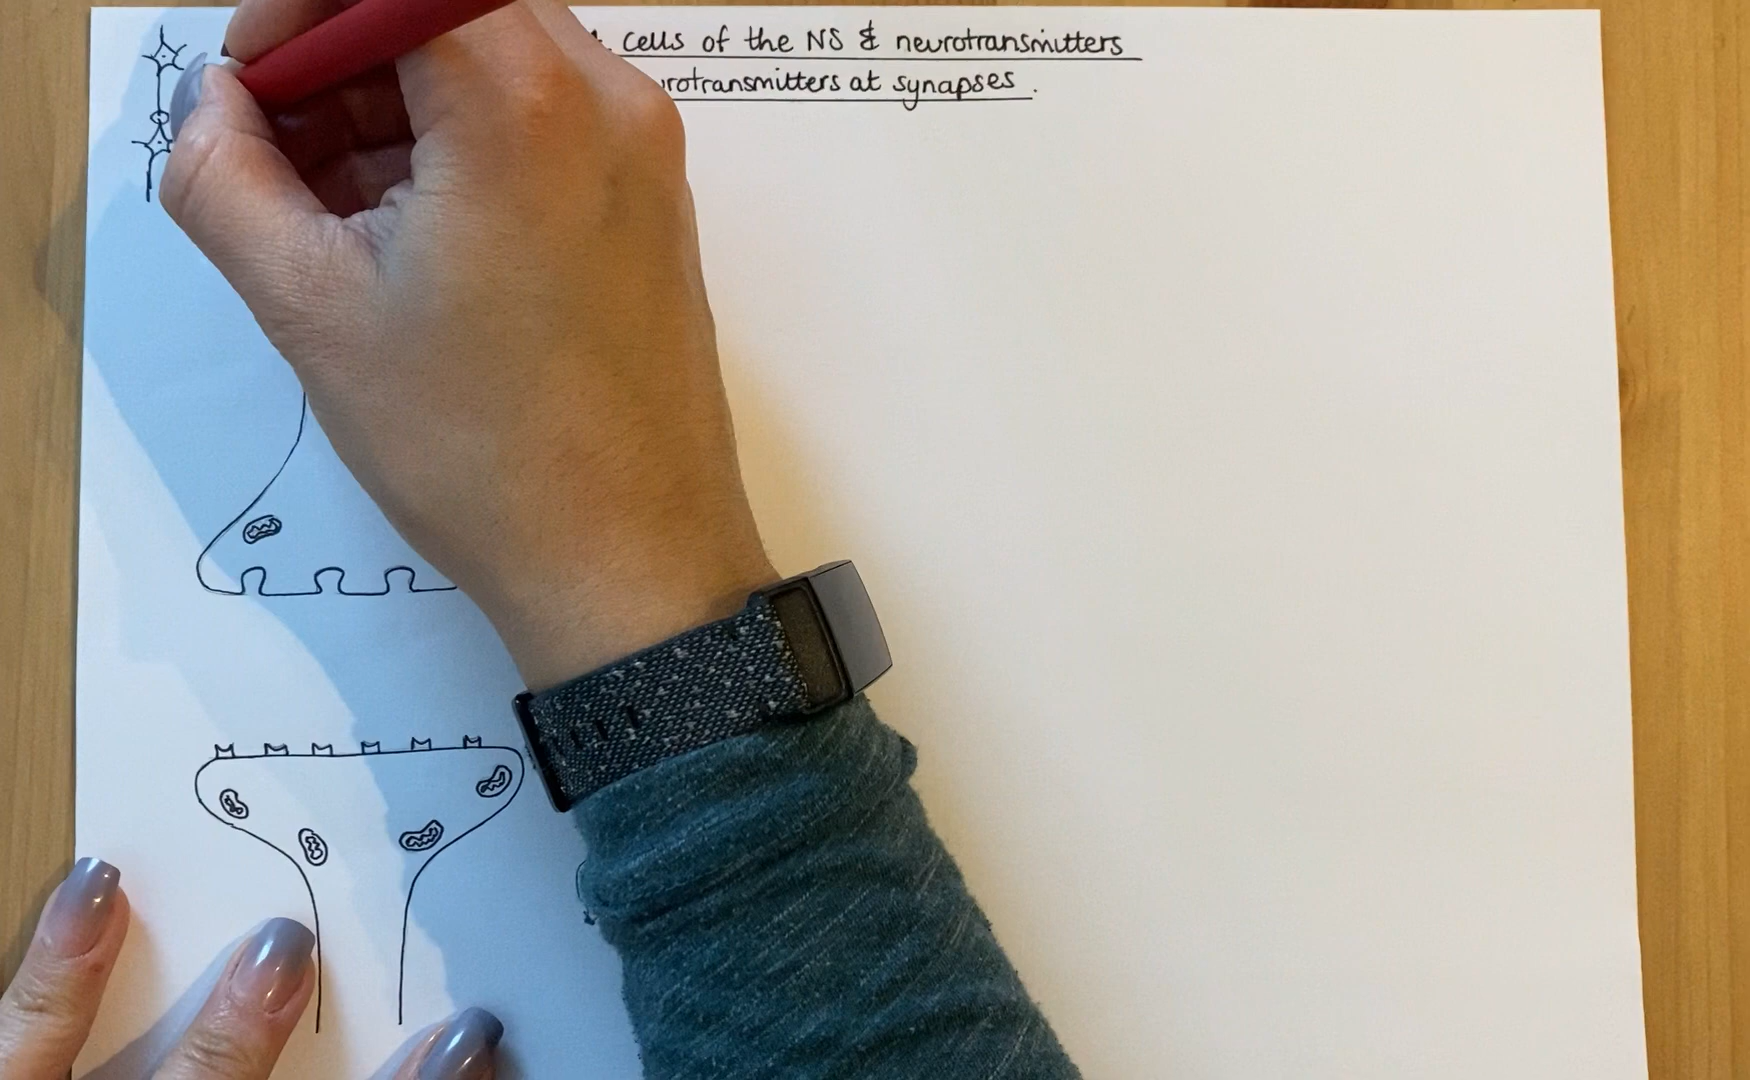 cells of the NS & neurotransmitters
rotransmitters at synapses.